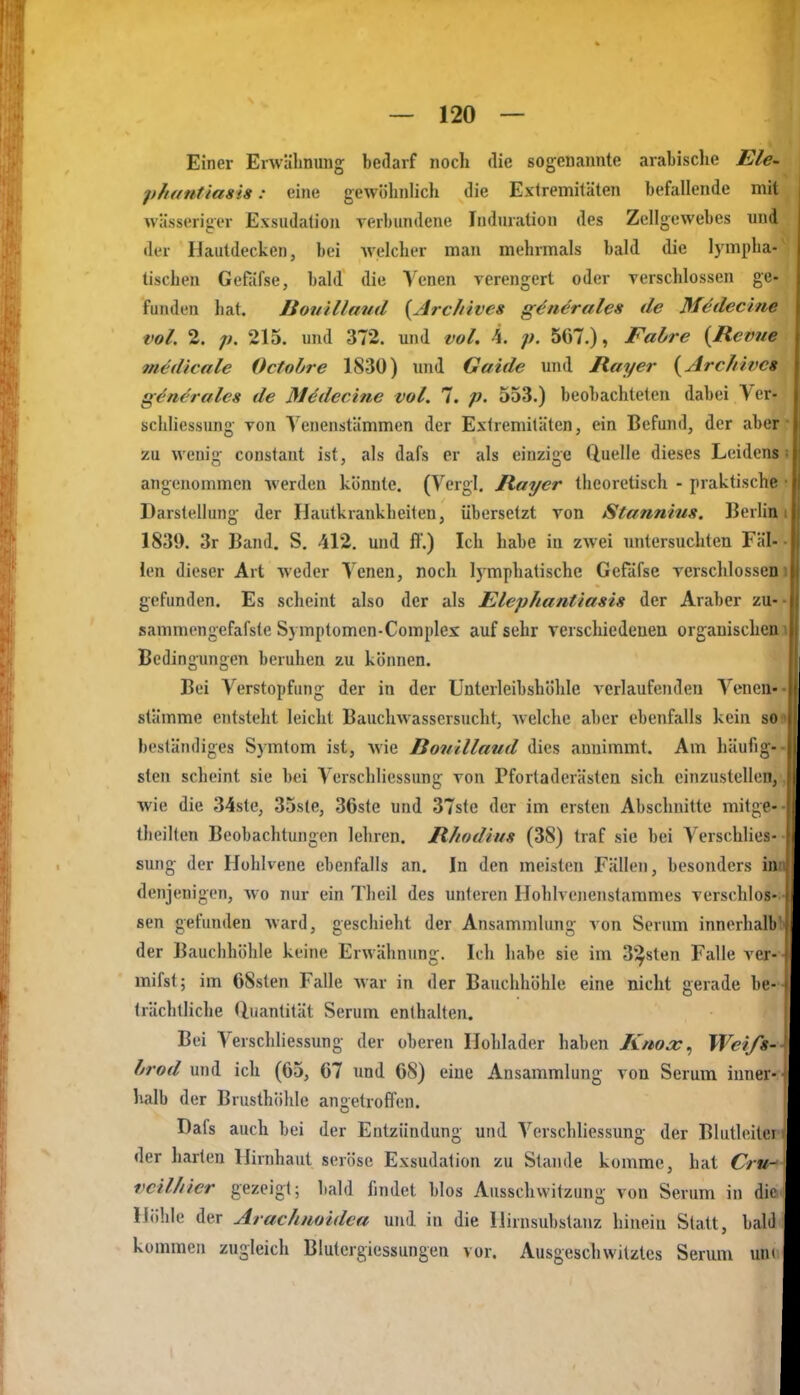 — 120 —
Einer Erwähnung bedarf noch die sogenannte arabische Ele-
phantiasis: eine gewöhnlich die Extremitäten befallende mit
wässeriger Exsudation verbundene Induration des Zellgewebes und
der Hautdecken, bei welcher man mehrmals bald die lympha-
tischen Gefäfse, bald die Venen verengert oder verschlossen ge-
funden hat. Bouillaud (Archives générales de Médecine
vol. 2. p. 215. und 372. und vol. 4. p. 567.), Fabre (Revue
médicale Octobre 1830) und Gaide und Rayer (Archives
générales de Médecine vol. 7. p. 553.) beobachteten dabei Ver-
schliessung von Venenstämmen der Extremitäten, ein Befund, der aber
zu wenig constant ist, als dafs er als einzige Quelle dieses Leidens
angenommen werden könnte. (Vergl. Rayer theoretisch - praktische
Darstellung der Hautkrankheiten, übersetzt von Stannius. Berlin
1839. 3r Band. S. 412. und ff.) Ich habe in zwei untersuchten Fäl-
len dieser Art weder Venen, noch lymphatische Gefäfse verschlossen
gefunden. Es scheint also der als Elephantiasis der Araber zu-
sammengefafste Symptomen-Complex auf sehr verschiedenen organischen
Bedingungen beruhen zu können.
Bei Verstopfung der in der Unterleibshöhle verlaufenden Venen-
stämme entsteht leicht Bauchwassersucht, welche aber ebenfalls kein so
beständiges Symtom ist, wie Bouillaud dies annimmt. Am häufig-
sten scheint sie bei Verschliessung von Pfortaderästen sich einzustellen,
wie die 34ste, 35ste, 36ste und 37ste der im ersten Abschnitte mitge-
theilten Beobachtungen lehren. Rhodius (38) traf sie bei Verschlies-
sung der Hohlvene ebenfalls an. In den meisten Fällen, besonders in
denjenigen, wo nur ein Theil des unteren Hohlvenenstammes verschlos-
sen gefunden ward, geschieht der Ansammlung von Serum innerhalb
der Bauchhöhle keine Erwähnung. Ich habe sie im sten Falle ver-
mifst; im 68sten Falle war in der Bauchhöhle eine nicht gerade be-
trächtliche Quantität Serum enthalten.
Bei Verschliessung der oberen Hohlader haben Knox, Weifs-
brod und ich (65, 67 und 68) eine Ansammlung von Serum inner-
halb der Brusthöhle angetroffen.
Dafs auch bei der Entzündung und Verschliessung der Blutleiter
der harten Hirnhaut seröse Exsudation zu Stande komme, hat Cru-
veilhier gezeigt; bald findet blos Ausschwitzung von Serum in die
Höhle der Arachnoidea und in die Hirnsubstanz hinein Statt, bald
kommen zugleich Blutergiessungen vor. Ausgeschwitztes Serum